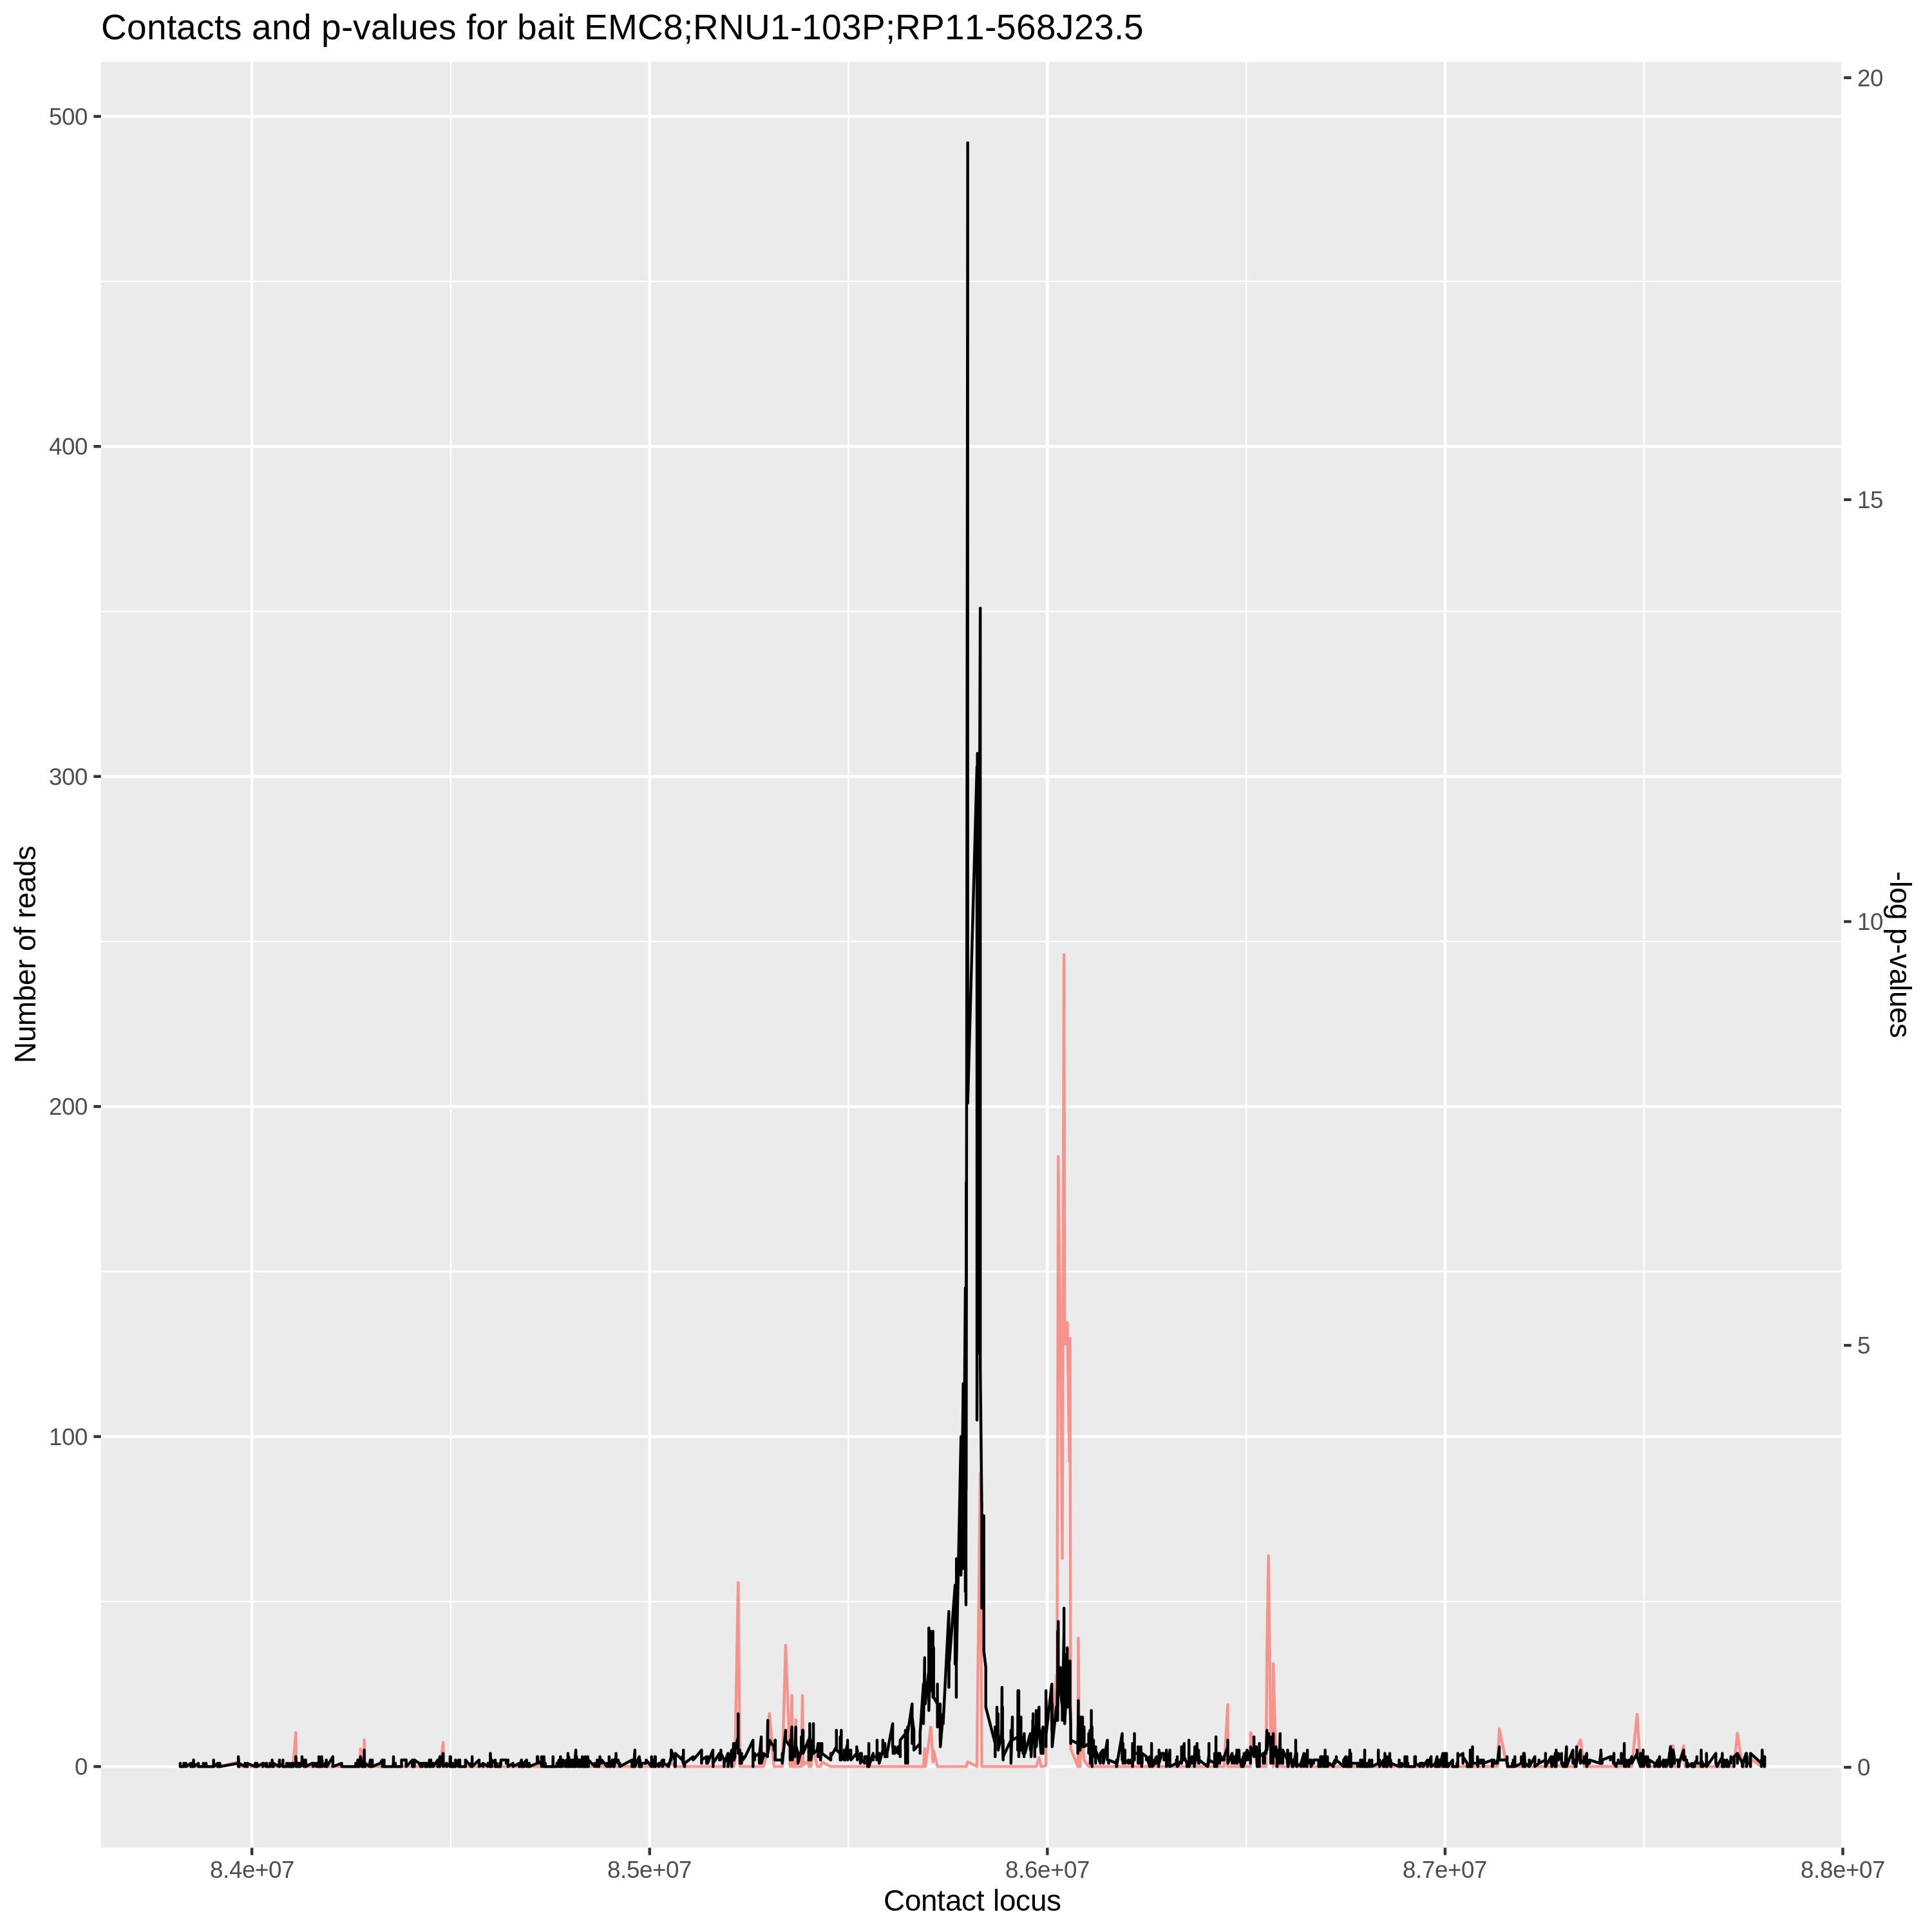 Contacts and p-values for bait EMC8;RNU1-103P;RP11-568J23.5
500
400
300
200
100
0
Number of reads
20
15
10
5
0
-log p-values
8.4e+07
8.5e+07
8.6e+07
8.7e+07
8.8e+07
Contact locus